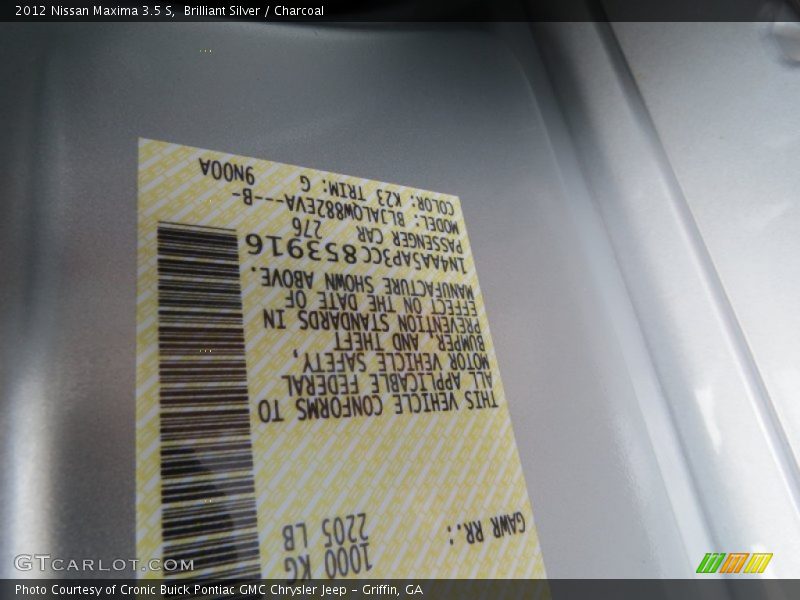 2012 Nissan Maxima 3.5 S, Brilliant Silver / Charcoal
GAWR RR.:
1000 KG
2205 LB
THIS VEHICLE CONFORMS TO
ALL APPLICABLE FEDERAL
MOTOR VEHICLE SAFETY,
BUMPER AND THEFT
PREVENTION STANDARDS IN
EFFECT ON THE DATE OF
MANUFACTURE SHOWN ABOVE.
1N4AA5AP3CC853916
PASSENGER CAR 276
MODEL: BLJALQW882EVA----B-
COLOR: K23 TRIM: G 9N00A
GTCARLOT.COM
Photo Courtesy of Cronic Buick Pontiac GMC Chrysler Jeep - Griffin, GA